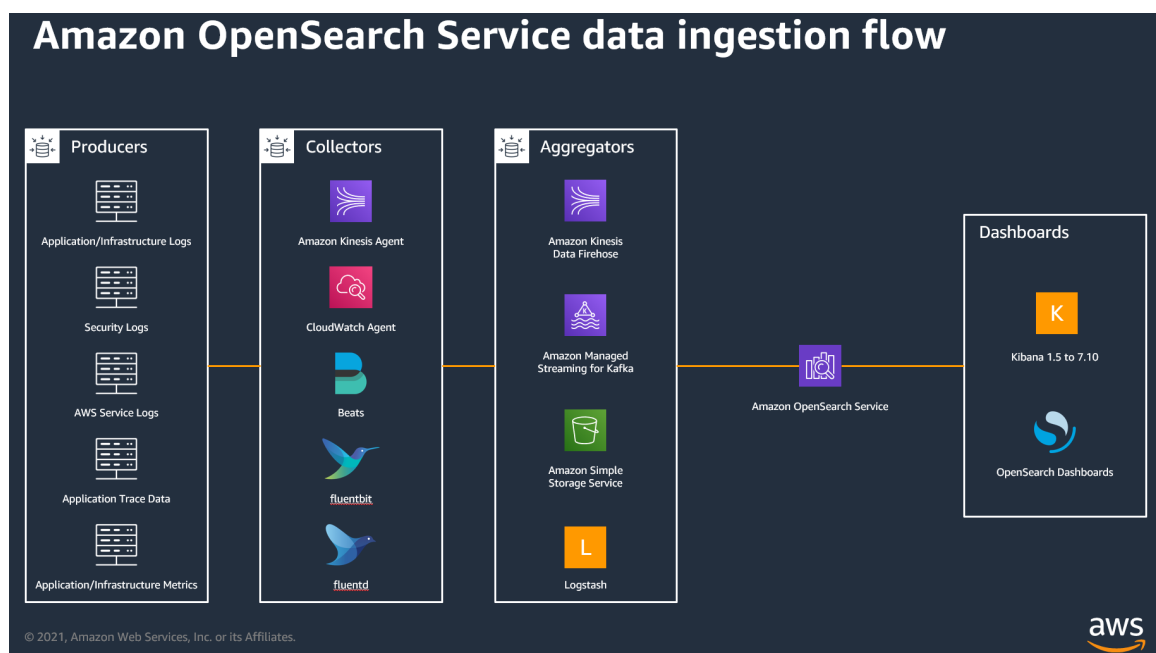 Amazon OpenSearch Service data ingestion flow
Producers
Application/Infrastructure Logs
Security Logs
AWS Service Logs
Application Trace Data
Application/Infrastructure Metrics
Collectors
Amazon Kinesis Agent
CloudWatch Agent
Beats
fluentbit
fluentd
Aggregators
Amazon Kinesis
Data Firehose
K
Amazon Managed
Streaming for Kafka
Amazon Simple
Storage Service
L
Logstash
Amazon OpenSearch Service
Dashboards
K
Kibana 1.5 to 7.10
OpenSearch Dashboards
© 2021, Amazon Web Services, Inc. or its Affiliates.
aws